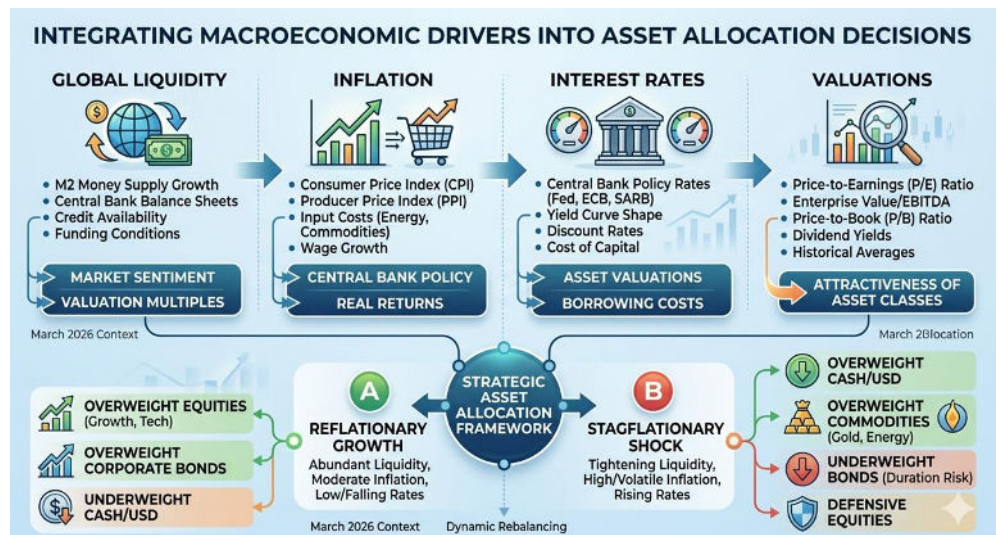 INTEGRATING MACROECONOMIC DRIVERS INTO ASSET ALLOCATION DECISIONS
GLOBAL LIQUIDITY
$
• M2 Money Supply Growth
• Central Bank Balance Sheets
• Credit Availability
• Funding Conditions
MARKET SENTIMENT
VALUATION MULTIPLES
INFLATION
• Consumer Price Index (CPI)
• Producer Price Index (PPI)
• Input Costs (Energy,
Commodities)
• Wage Growth
CENTRAL BANK POLICY
REAL RETURNS
INTEREST RATES
$
• Central Bank Policy Rates
(Fed, ECB, SARB)
• Yield Curve Shape
• Discount Rates
• Cost of Capital
ASSET VALUATIONS
BORROWING COSTS
VALUATIONS
• Price-to-Earnings (P/E) Ratio
• Enterprise Value/EBITDA
• Price-to-Book (P/B) Ratio
• Dividend Yields
• Historical Averages
ATTRACTIVENESS OF
ASSET CLASSES
March 2026 Context
March 2Blocation
STRATEGIC
ASSET
ALLOCATION
FRAMEWORK
A
REFLATIONARY
GROWTH
Abundant Liquidity,
Moderate Inflation,
Low/Falling Rates
OVERWEIGHT EQUITIES
(Growth, Tech)
OVERWEIGHT
CORPORATE BONDS
$
UNDERWEIGHT
CASH/USD
B
STAGFLATIONARY
SHOCK
Tightening Liquidity,
High/Volatile Inflation,
Rising Rates
OVERWEIGHT
CASH/USD
OVERWEIGHT
COMMODITIES
(Gold, Energy)
UNDERWEIGHT
BONDS (Duration Risk)
DEFENSIVE
EQUITIES
March 2026 Context
Dynamic Rebalancing